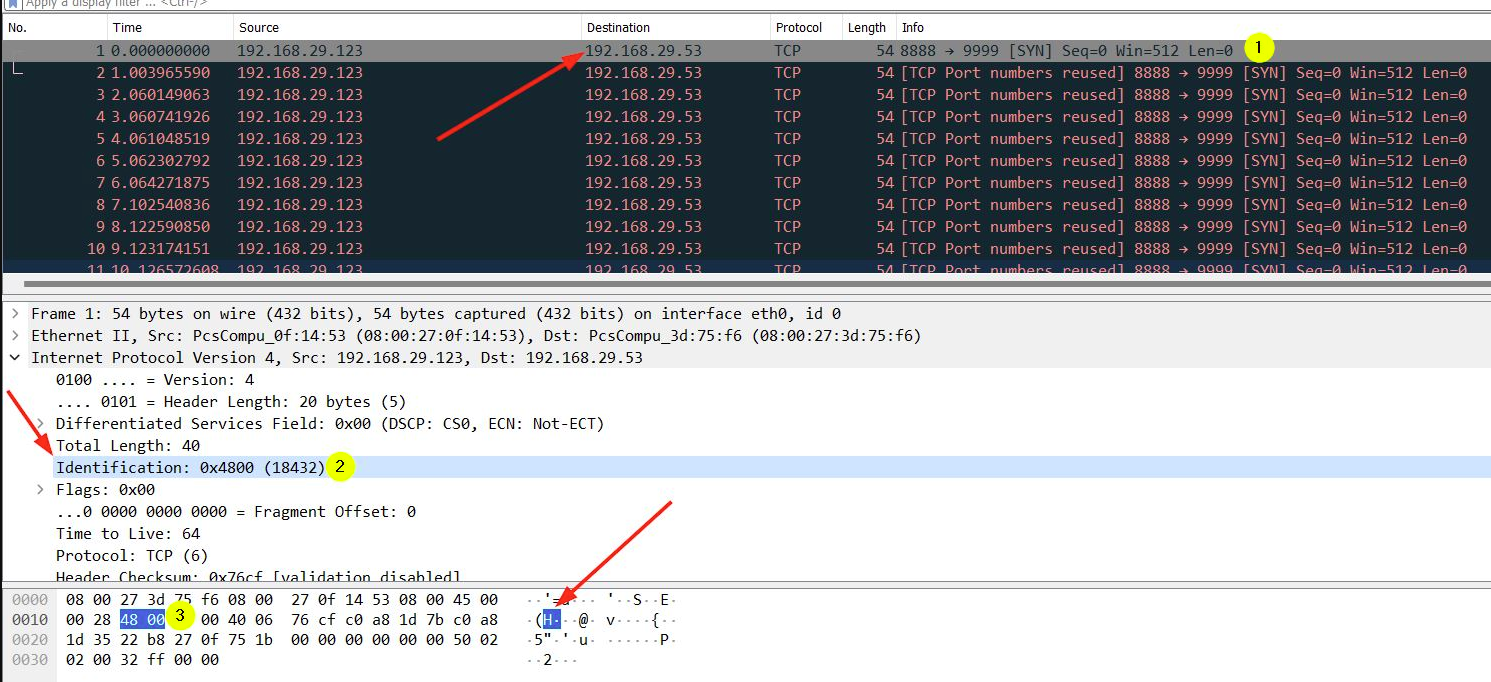 Apply a display filter ... <Ctrl-/>
No. Time Source Destination Protocol Length Info
1 0.000000000 192.168.29.123 192.168.29.53 TCP 54 8888 → 9999 [SYN] Seq=0 Win=512 Len=0 1
2 1.003965590 192.168.29.123 192.168.29.53 TCP 54 [TCP Port numbers reused] 8888 → 9999 [SYN] Seq=0 Win=512 Len=0
3 2.060149063 192.168.29.123 192.168.29.53 TCP 54 [TCP Port numbers reused] 8888 → 9999 [SYN] Seq=0 Win=512 Len=0
4 3.060741926 192.168.29.123 192.168.29.53 TCP 54 [TCP Port numbers reused] 8888 → 9999 [SYN] Seq=0 Win=512 Len=0
5 4.061048519 192.168.29.123 192.168.29.53 TCP 54 [TCP Port numbers reused] 8888 → 9999 [SYN] Seq=0 Win=512 Len=0
6 5.062302792 192.168.29.123 192.168.29.53 TCP 54 [TCP Port numbers reused] 8888 → 9999 [SYN] Seq=0 Win=512 Len=0
7 6.064271875 192.168.29.123 192.168.29.53 TCP 54 [TCP Port numbers reused] 8888 → 9999 [SYN] Seq=0 Win=512 Len=0
8 7.102540836 192.168.29.123 192.168.29.53 TCP 54 [TCP Port numbers reused] 8888 → 9999 [SYN] Seq=0 Win=512 Len=0
9 8.122590850 192.168.29.123 192.168.29.53 TCP 54 [TCP Port numbers reused] 8888 → 9999 [SYN] Seq=0 Win=512 Len=0
10 9.123174151 192.168.29.123 192.168.29.53 TCP 54 [TCP Port numbers reused] 8888 → 9999 [SYN] Seq=0 Win=512 Len=0
11 10.126572608 192.168.29.123 192.168.29.53 TCP 54 [TCP Port numbers reused] 8888 → 9999 [SYN] Seq=0 Win=512 Len=0
Frame 1: 54 bytes on wire (432 bits), 54 bytes captured (432 bits) on interface eth0, id 0
Ethernet II, Src: PcsCompu_0f:14:53 (08:00:27:0f:14:53), Dst: PcsCompu_3d:75:f6 (08:00:27:3d:75:f6)
Internet Protocol Version 4, Src: 192.168.29.123, Dst: 192.168.29.53
0100 .... = Version: 4
.... 0101 = Header Length: 20 bytes (5)
Differentiated Services Field: 0x00 (DSCP: CS0, ECN: Not-ECT)
Total Length: 40
Identification: 0x4800 (18432) 2
Flags: 0x00
...0 0000 0000 0000 = Fragment Offset: 0
Time to Live: 64
Protocol: TCP (6)
Header Checksum: 0x76cf [validation disabled]
0000 08 00 27 3d 75 f6 08 00 27 0f 14 53 08 00 45 00 ··'=u· ·· '··S··E·
0010 00 28 48 00 3 00 40 06 76 cf c0 a8 1d 7b c0 a8 ·(H· ·@· v····{··
0020 1d 35 22 b8 27 0f 75 1b 00 00 00 00 00 00 50 02 ·5"·'·u· ······P·
0030 02 00 32 ff 00 00 ··2···